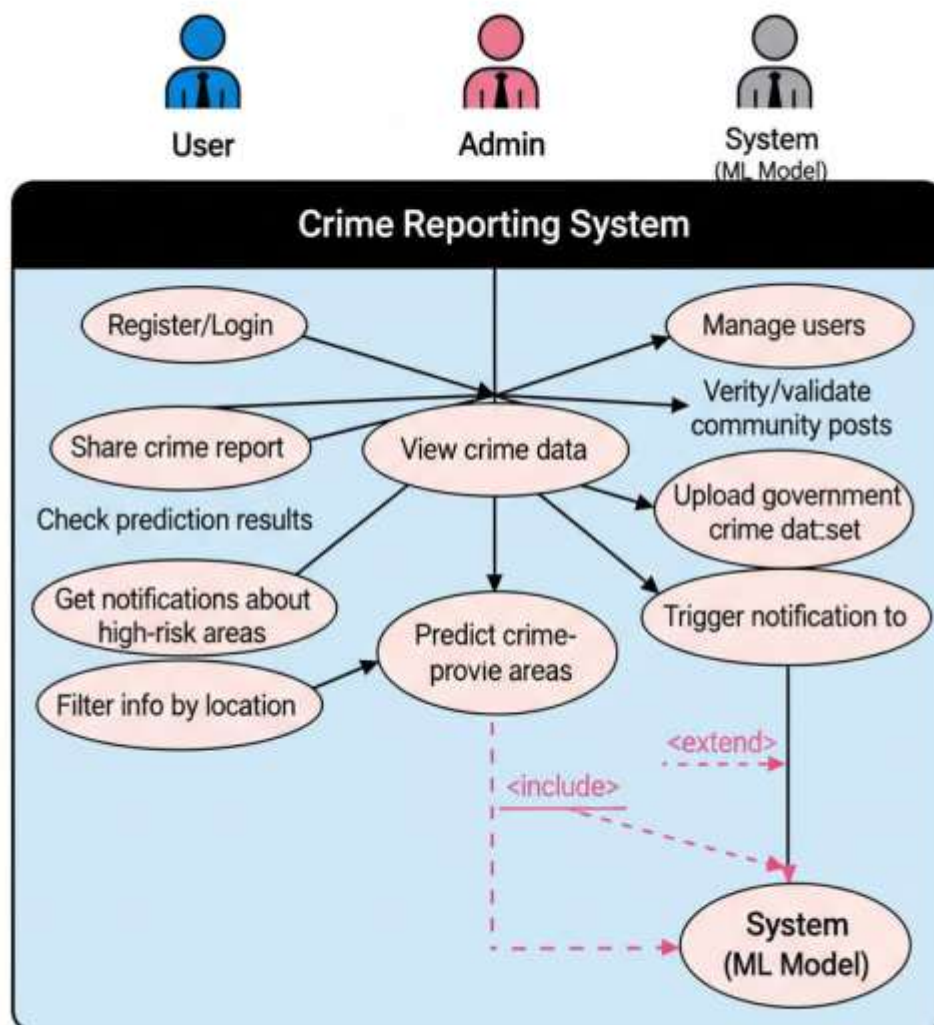 User
Admin
System
(ML Model)
Crime Reporting System
Register/Login
Manage users
Verity/validate
community posts
Share crime report
View crime data
Upload government
crime dat:set
Check prediction results
Get notifications about
high-risk areas
Predict crime-
provie areas
Trigger notification to
Filter info by location
<extend>
<include>
System
(ML Model)